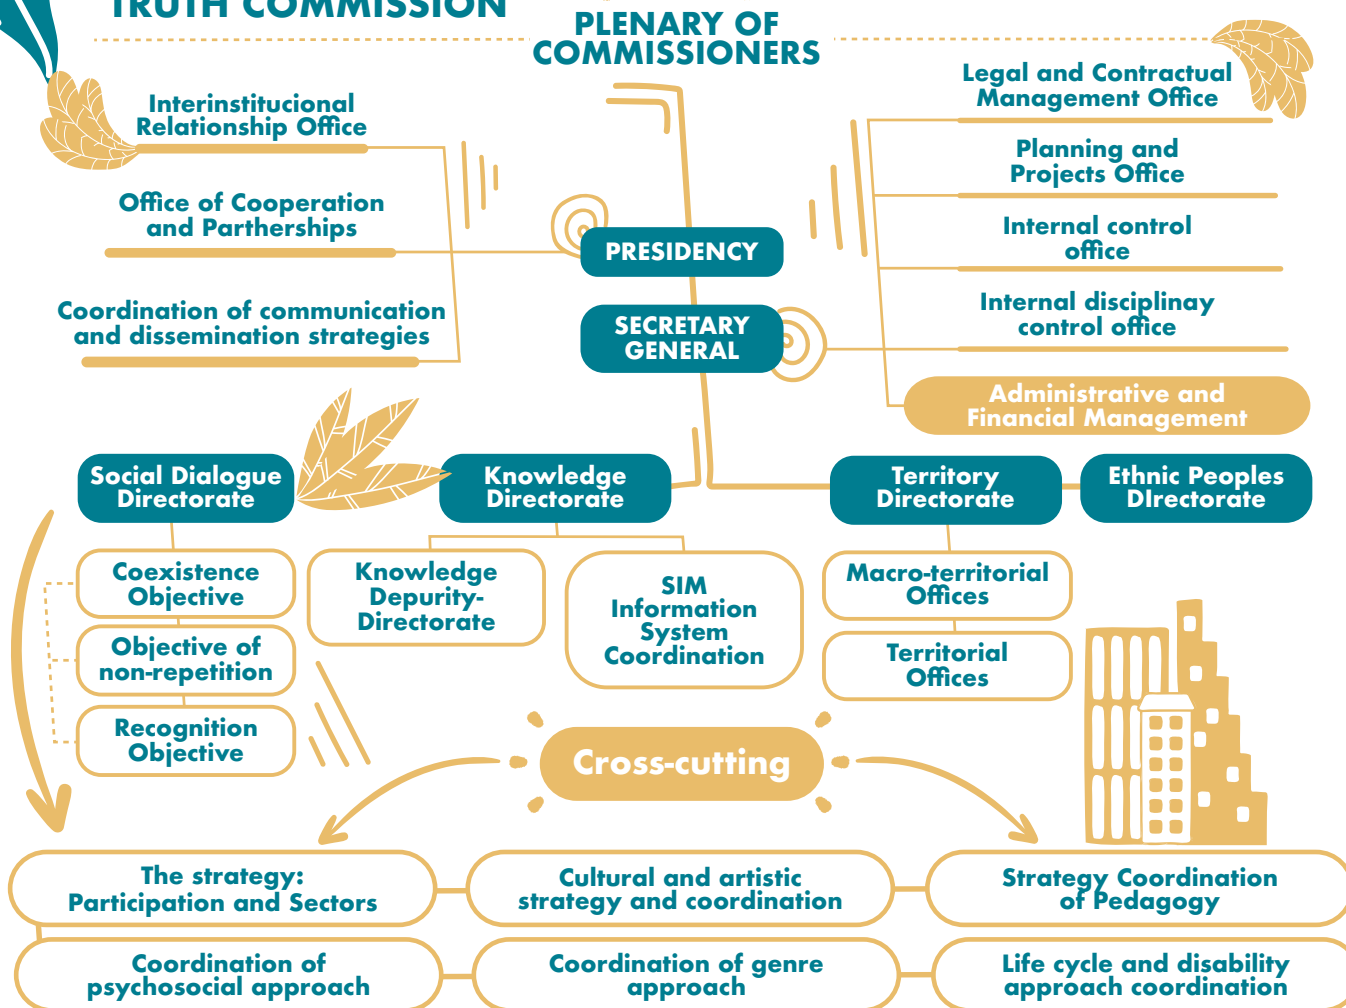 TRUTH COMMISSION
PLENARY OF
COMMISSIONERS
Interinstitucional
Relationship Office
Office of Cooperation
and Partherships
Coordination of communication
and dissemination strategies
Legal and Contractual
Management Office
Planning and
Projects Office
Internal control
office
Internal disciplinay
control office
Administrative and
Financial Management
PRESIDENCY
SECRETARY
GENERAL
Social Dialogue
Directorate
Knowledge
Directorate
Territory
Directorate
Ethnic Peoples
DIrectorate
Coexistence
Objective
Objective of
non-repetition
Recognition
Objective
Knowledge
Depurity-
Directorate
SIM
Information
System
Coordination
Macro-territorial
Offices
Territorial
Offices
Cross-cutting
The strategy:
Participation and Sectors
Cultural and artistic
strategy and coordination
Strategy Coordination
of Pedagogy
Coordination of
psychosocial approach
Coordination of genre
approach
Life cycle and disability
approach coordination